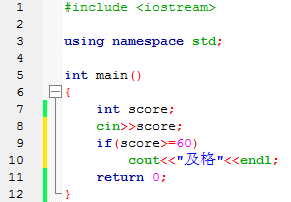 1 #include <iostream>
2
3 using namespace std;
4
5 int main()
6 {
7 int score;
8 cin>>score;
9 if(score>=60)
10 cout<<"及格"<<endl;
11 return 0;
12 }